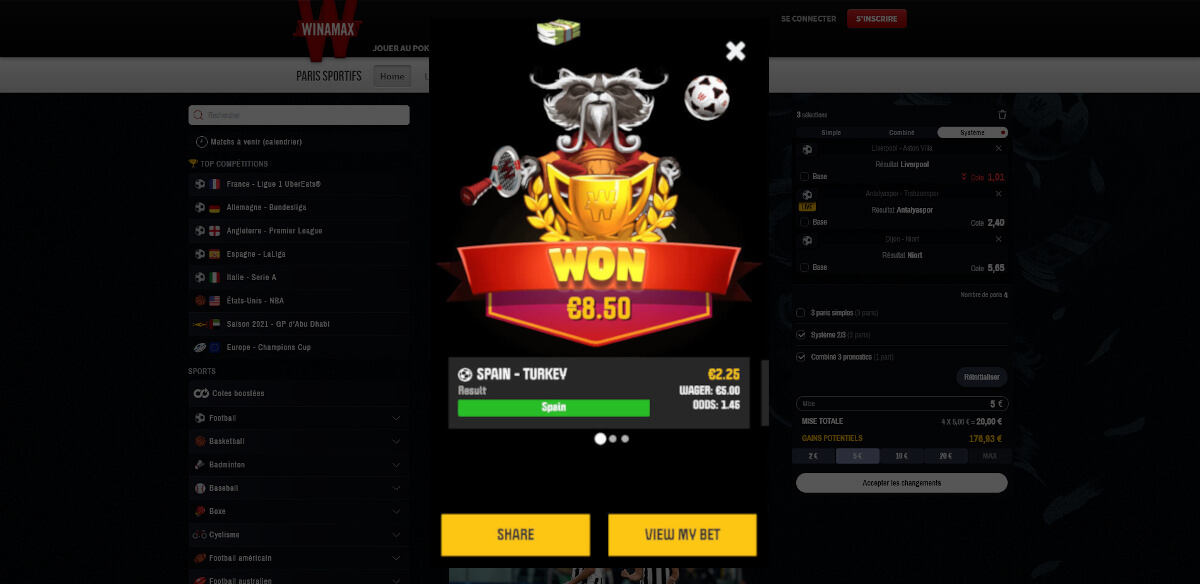 WINAMAX
SE CONNECTER
S'INSCRIRE
JOUER AU POK
PARIS SPORTIFS
Home
Rechercher
Matchs à venir (calendrier)
TOP COMPETITIONS
France - Ligue 1 UberEats®
Allemagne - Bundesliga
Angleterre - Premier League
Espagne - LaLiga
Italie - Serie A
États-Unis - NBA
Saison 2021 - GP d'Abu Dhabi
Europe - Champions Cup
SPORTS
Cotes boostées
Football
Basketball
Badminton
Baseball
Boxe
Cyclisme
Football américain
Football australien
W
WON
€8.50
SPAIN - TURKEY
€2.25
Result
WAGER: €5.00
Spain
ODDS: 1.45
SHARE
VIEW MY BET
3 sélections
Simple
Combiné
Système
Liverpool - Aston Villa
Résultat Liverpool
Base
Cote 1,01
Antalyaspor - Trabzonspor
LIVE
Résultat Antalyaspor
Base
Cote 2,40
Dijon - Niort
Résultat Niort
Base
Cote 5,65
Nombre de paris 4
3 paris simples (3 paris)
Système 2/3 (3 paris)
Combiné 3 pronostics (1 pari)
Réinitialiser
Mise
5 €
MISE TOTALE
4 X 5,00 € = 20,00 €
GAINS POTENTIELS
176,93 €
2 €
5 €
10 €
20 €
MAX
Accepter les changements